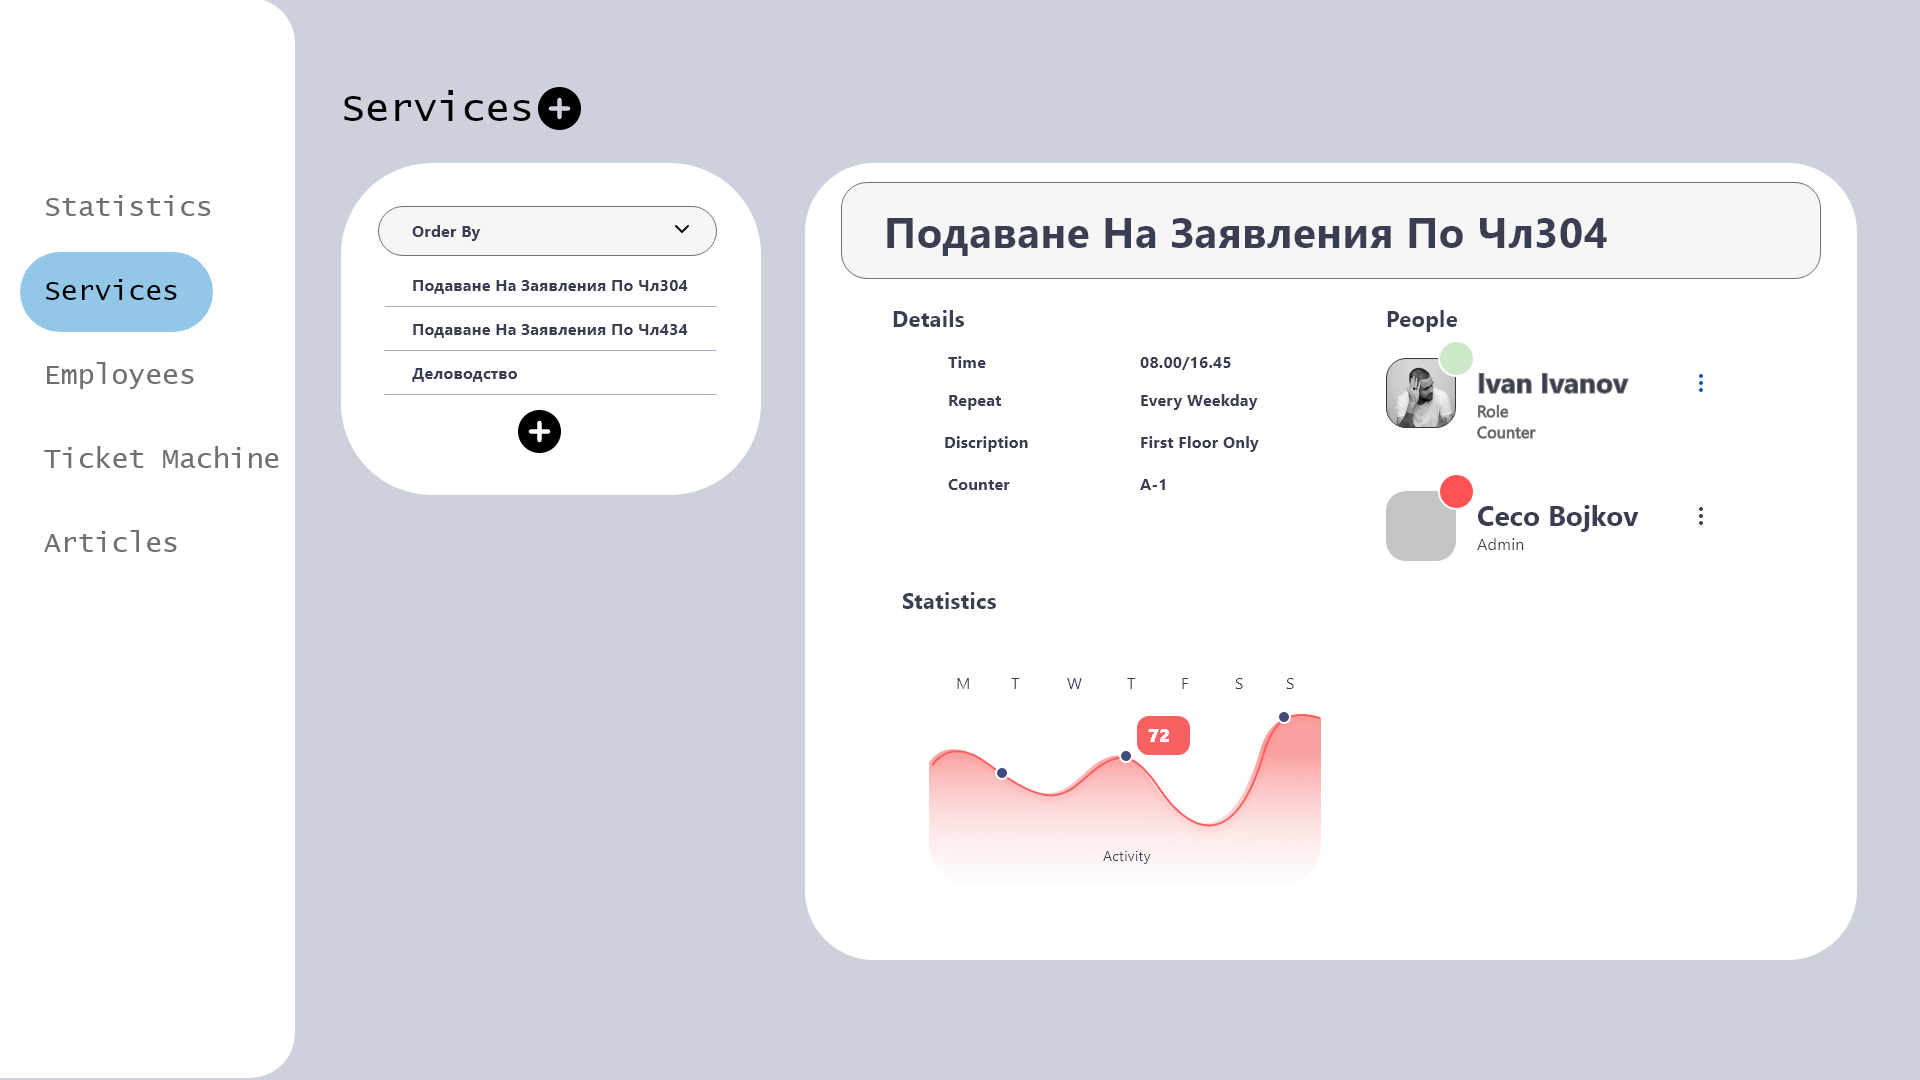 Statistics
Services
Employees
Ticket Machine
Articles
Services
Order By
Подаване На Заявления По Чл304
Подаване На Заявления По Чл434
Деловодство
Подаване На Заявления По Чл304
Details
Time 08.00/16.45
Repeat Every Weekday
Discription First Floor Only
Counter A-1
People
Ivan Ivanov
Role
Counter
Ceco Bojkov
Admin
Statistics
M T W T F S S
72
Activity